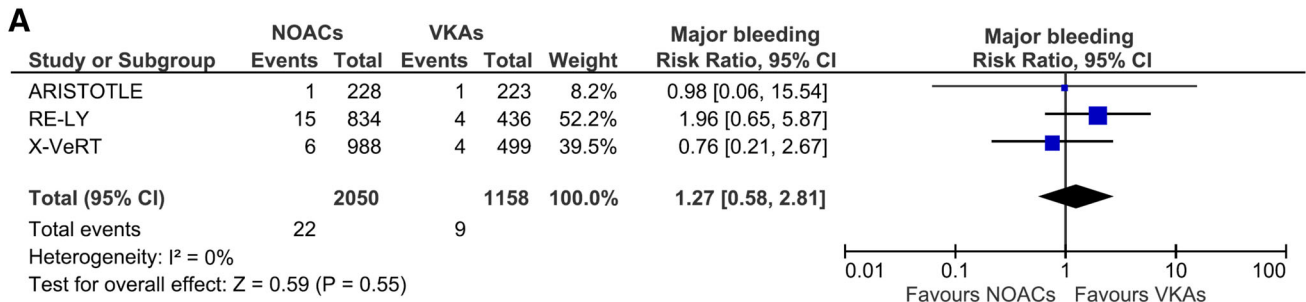 A
NOACs VKAs Major bleeding Major bleeding
Study or Subgroup Events Total Events Total Weight Risk Ratio, 95% CI Risk Ratio, 95% CI
ARISTOTLE 1 228 1 223 8.2% 0.98 [0.06, 15.54]
RE-LY 15 834 4 436 52.2% 1.96 [0.65, 5.87]
X-VeRT 6 988 4 499 39.5% 0.76 [0.21, 2.67]
Total (95% CI) 2050 1158 100.0% 1.27 [0.58, 2.81]
Total events 22 9
Heterogeneity: I² = 0%
Test for overall effect: Z = 0.59 (P = 0.55)
0.01 0.1 1 10 100
Favours NOACs Favours VKAs